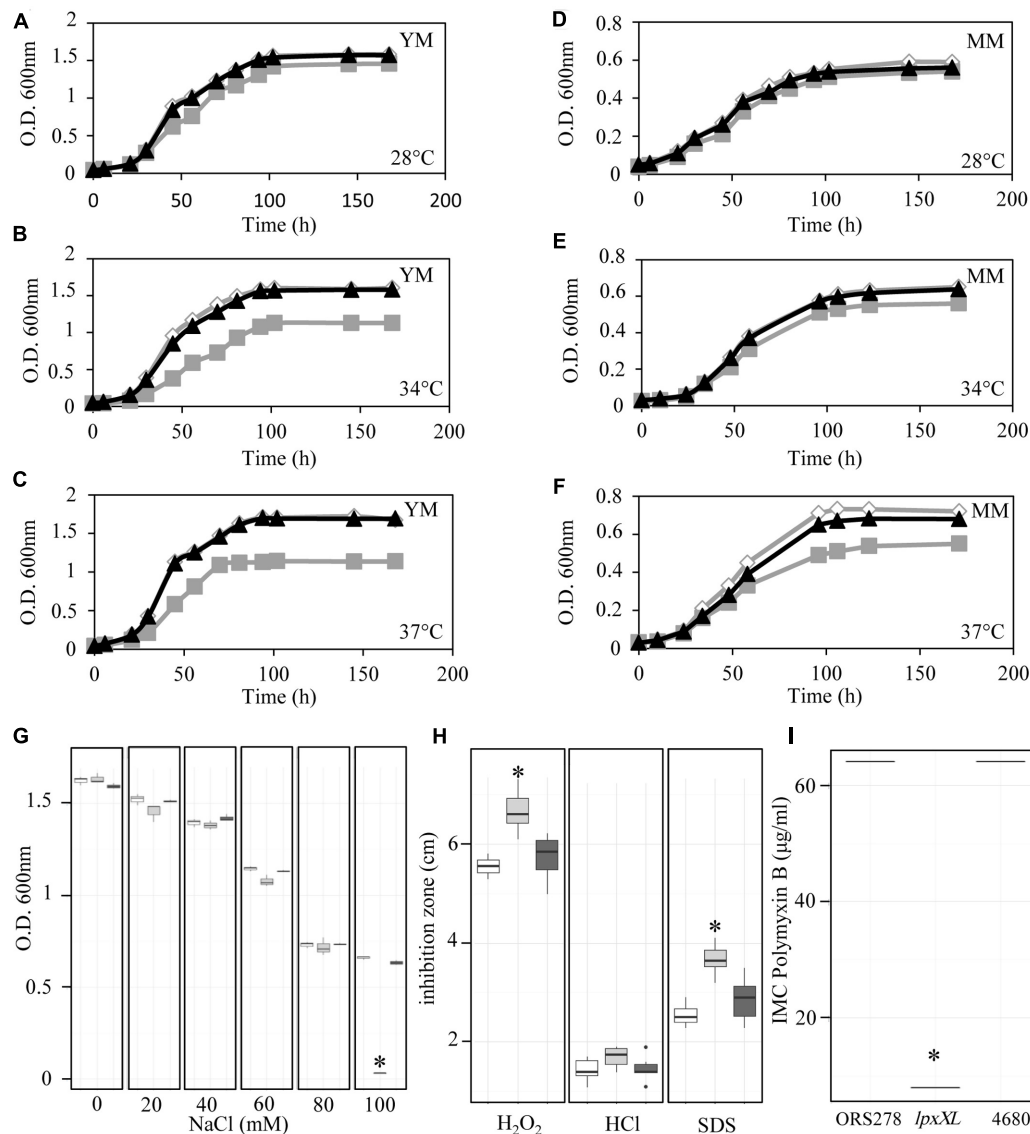 A
YM
2
1.5
1
0.5
0
O.D. 600nm
28°C
0 50 100 150 200
Time (h)
D
MM
0.8
0.6
0.4
0.2
0
O.D. 600nm
28°C
0 50 100 150 200
Time (h)
B
YM
2
1.5
1
0.5
0
O.D. 600nm
34°C
0 50 100 150 200
Time (h)
E
MM
0.8
0.6
0.4
0.2
0
O.D. 600nm
34°C
0 50 100 150 200
Time (h)
C
YM
2
1.5
1
0.5
0
O.D. 600nm
37°C
0 50 100 150 200
Time (h)
F
MM
0.8
0.6
0.4
0.2
0
O.D. 600nm
37°C
0 50 100 150 200
Time (h)
G
1.5
1
0.5
0
O.D. 600nm
*
0 20 40 60 80 100
NaCl (mM)
H
6
4
2
inhibition zone (cm)
*
*
H₂O₂ HCl SDS
I
60
40
20
IMC Polymyxin B (µg/ml)
*
ORS278 lpxXL 4680